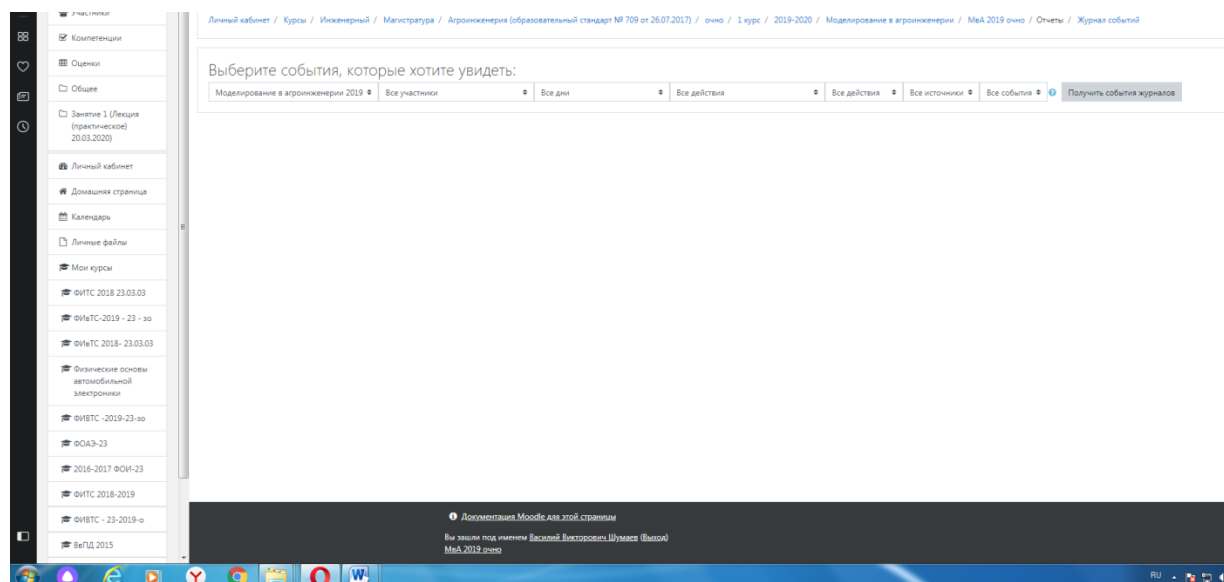 Участники
Личный кабинет / Курсы / Инженерный / Магистратура / Агроинженерия (образовательный стандарт № 709 от 26.07.2017) / очно / 1 курс / 2019-2020 / Моделирование в агроинженерии / МвА 2019 очно / Отчеты / Журнал событий
Компетенции
Оценки
Выберите события, которые хотите увидеть:
Общее
Моделирование в агроинженерии 2019 Все участники Все дни Все действия Все действия Все источники Все события Получить события журналов
Занятие 1 (Лекция
(практическое)
20.03.2020)
Личный кабинет
Домашняя страница
Календарь
Личные файлы
Мои курсы
ФИТС 2018 23.03.03
ФИвТС-2019 - 23 - зо
ФИвТС 2018- 23.03.03
Физические основы
автомобильной
электроники
ФИВТС -2019-23-зо
ФОАЭ-23
2016-2017 ФОИ-23
ФИТС 2018-2019
ФИВТС - 23-2019-о
ВвПД 2015
Документация Moodle для этой страницы
Вы зашли под именем Василий Викторович Шумаев (Выход)
МвА 2019 очно
RU